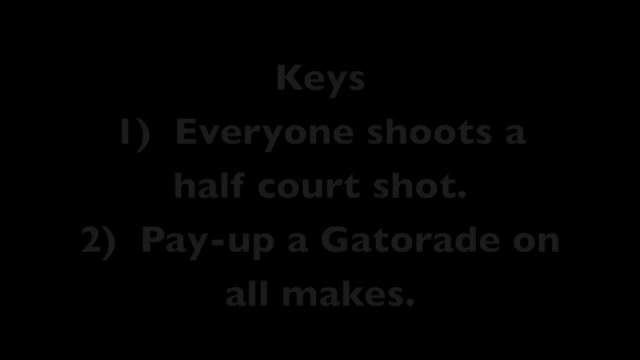 Keys
1) Everyone shoots a
half court shot.
2) Pay-up a Gatorade on
all makes.